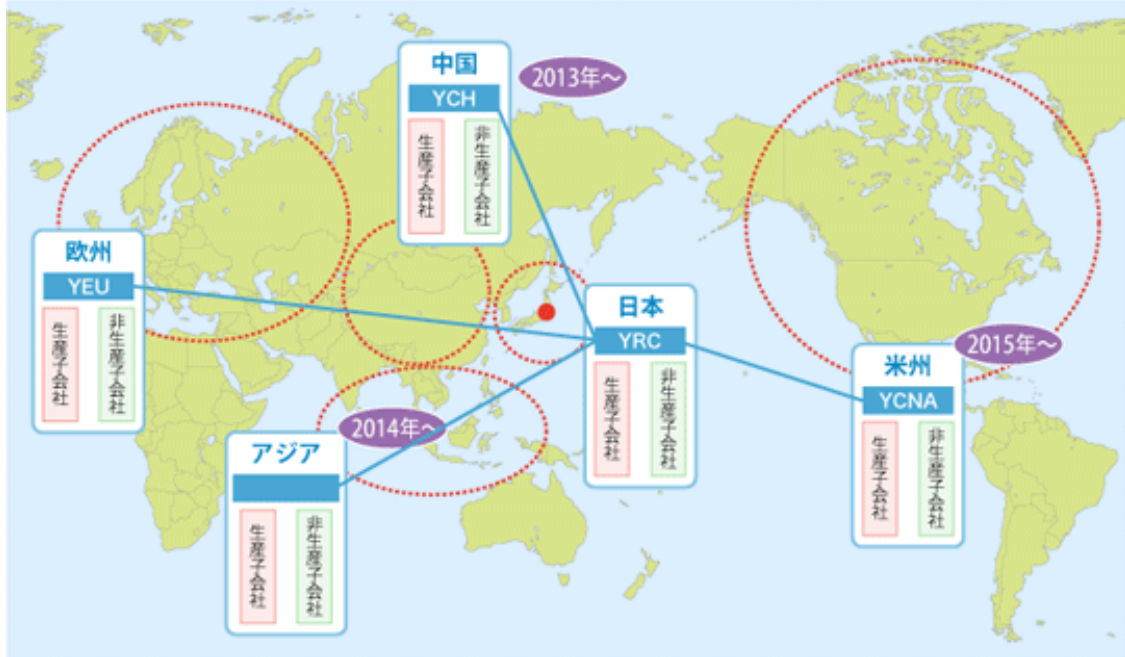 中国
YCH
生産子会社
非生産子会社
2013年～
欧州
YEU
生産子会社
非生産子会社
日本
YRC
生産子会社
非生産子会社
2015年～
米州
YCNA
生産子会社
非生産子会社
2014年～
アジア
生産子会社
非生産子会社